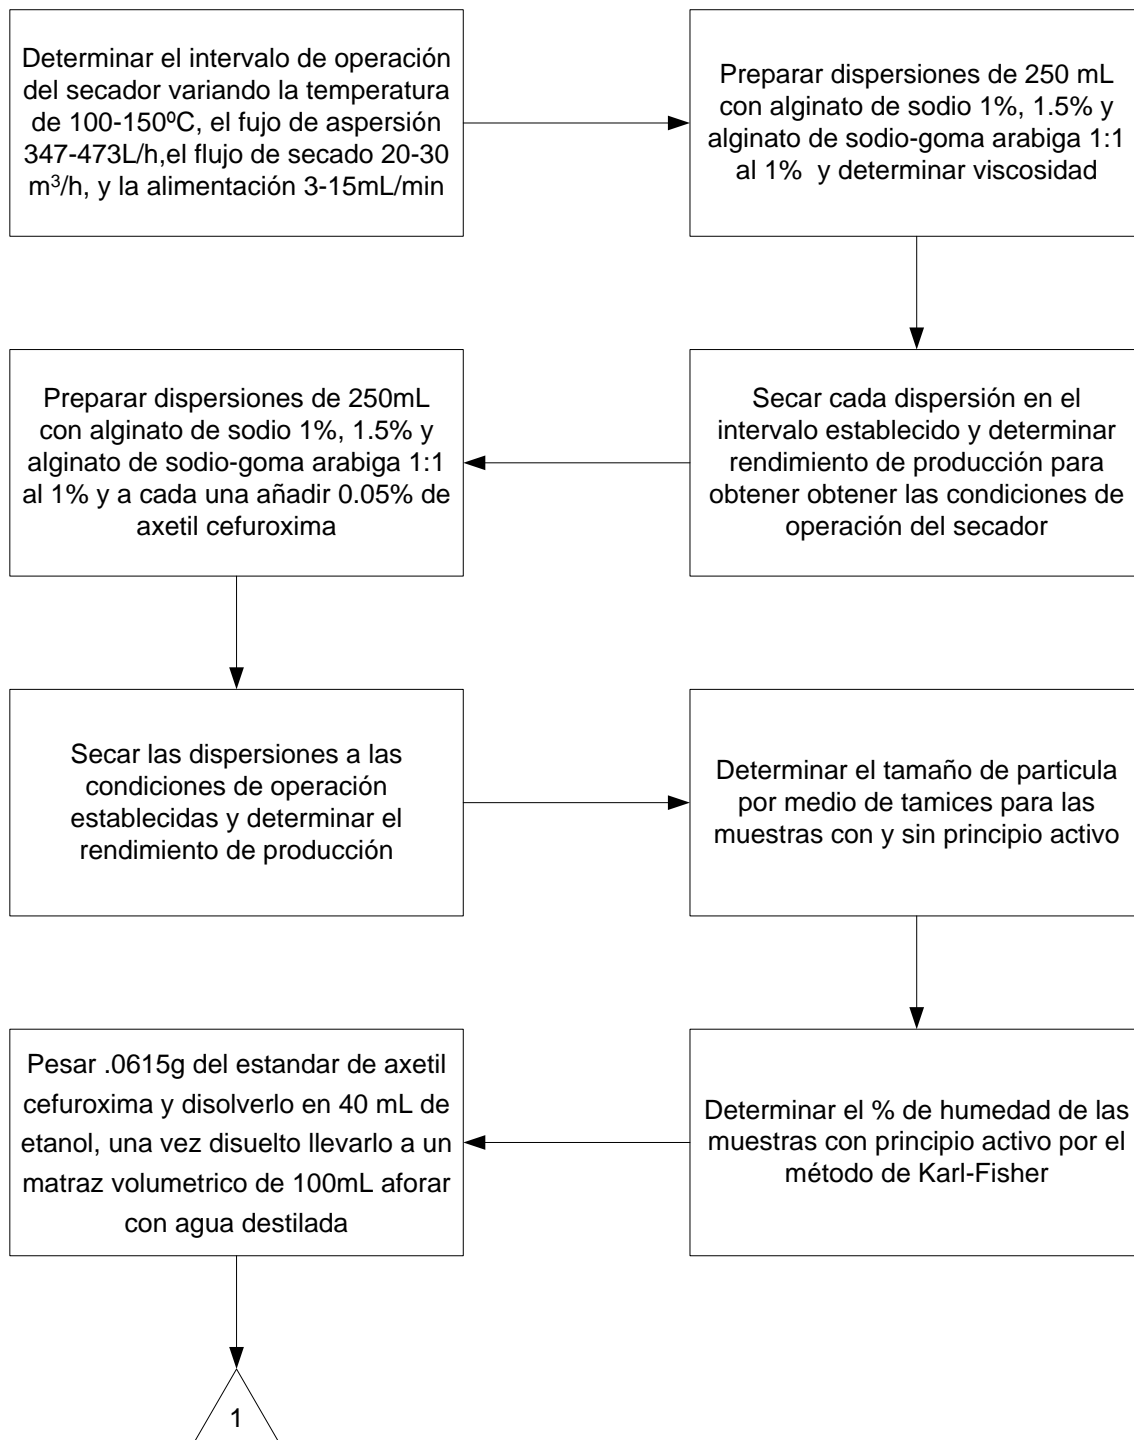 Determinar el intervalo de operación
del secador variando la temperatura
de 100-150ºC, el fujo de aspersión
347-473L/h,el flujo de secado 20-30
m³/h, y la alimentación 3-15mL/min
Preparar dispersiones de 250 mL
con alginato de sodio 1%, 1.5% y
alginato de sodio-goma arabiga 1:1
al 1%  y determinar viscosidad
Secar cada dispersión en el
intervalo establecido y determinar
rendimiento de producción para
obtener obtener las condiciones de
operación del secador
Preparar dispersiones de 250mL
con alginato de sodio 1%, 1.5% y
alginato de sodio-goma arabiga 1:1
al 1% y a cada una añadir 0.05% de
axetil cefuroxima
Secar las dispersiones a las
condiciones de operación
establecidas y determinar el
rendimiento de producción
Determinar el tamaño de particula
por medio de tamices para las
muestras con y sin principio activo
Determinar el % de humedad de las
muestras con principio activo por el
método de Karl-Fisher
Pesar .0615g del estandar de axetil
cefuroxima y disolverlo en 40 mL de
etanol, una vez disuelto llevarlo a un
matraz volumetrico de 100mL aforar
con agua destilada
1